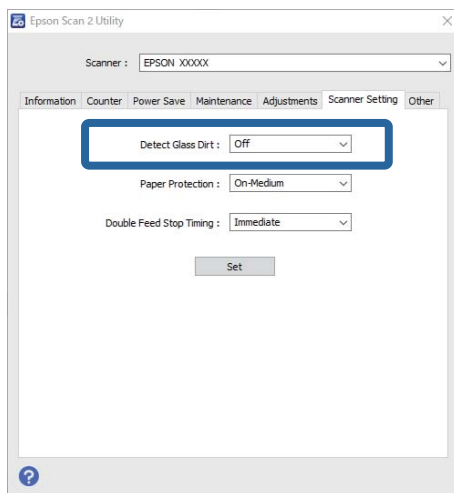 Epson Scan 2 Utility
Scanner : EPSON XXXXX
Information Counter Power Save Maintenance Adjustments Scanner Setting Other
Detect Glass Dirt : Off
Paper Protection : On-Medium
Double Feed Stop Timing : Immediate
Set
?